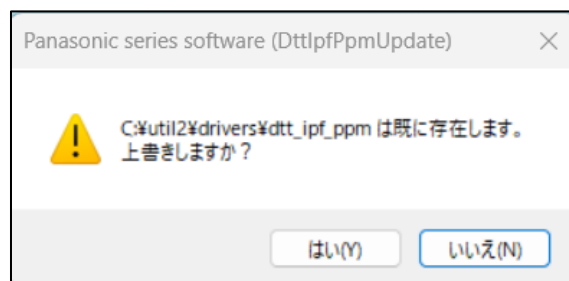 Panasonic series software (DttIpfPpmUpdate)
C:¥util2¥drivers¥dtt_ipf_ppm は既に存在します。
上書きしますか？
はい(Y)
いいえ(N)